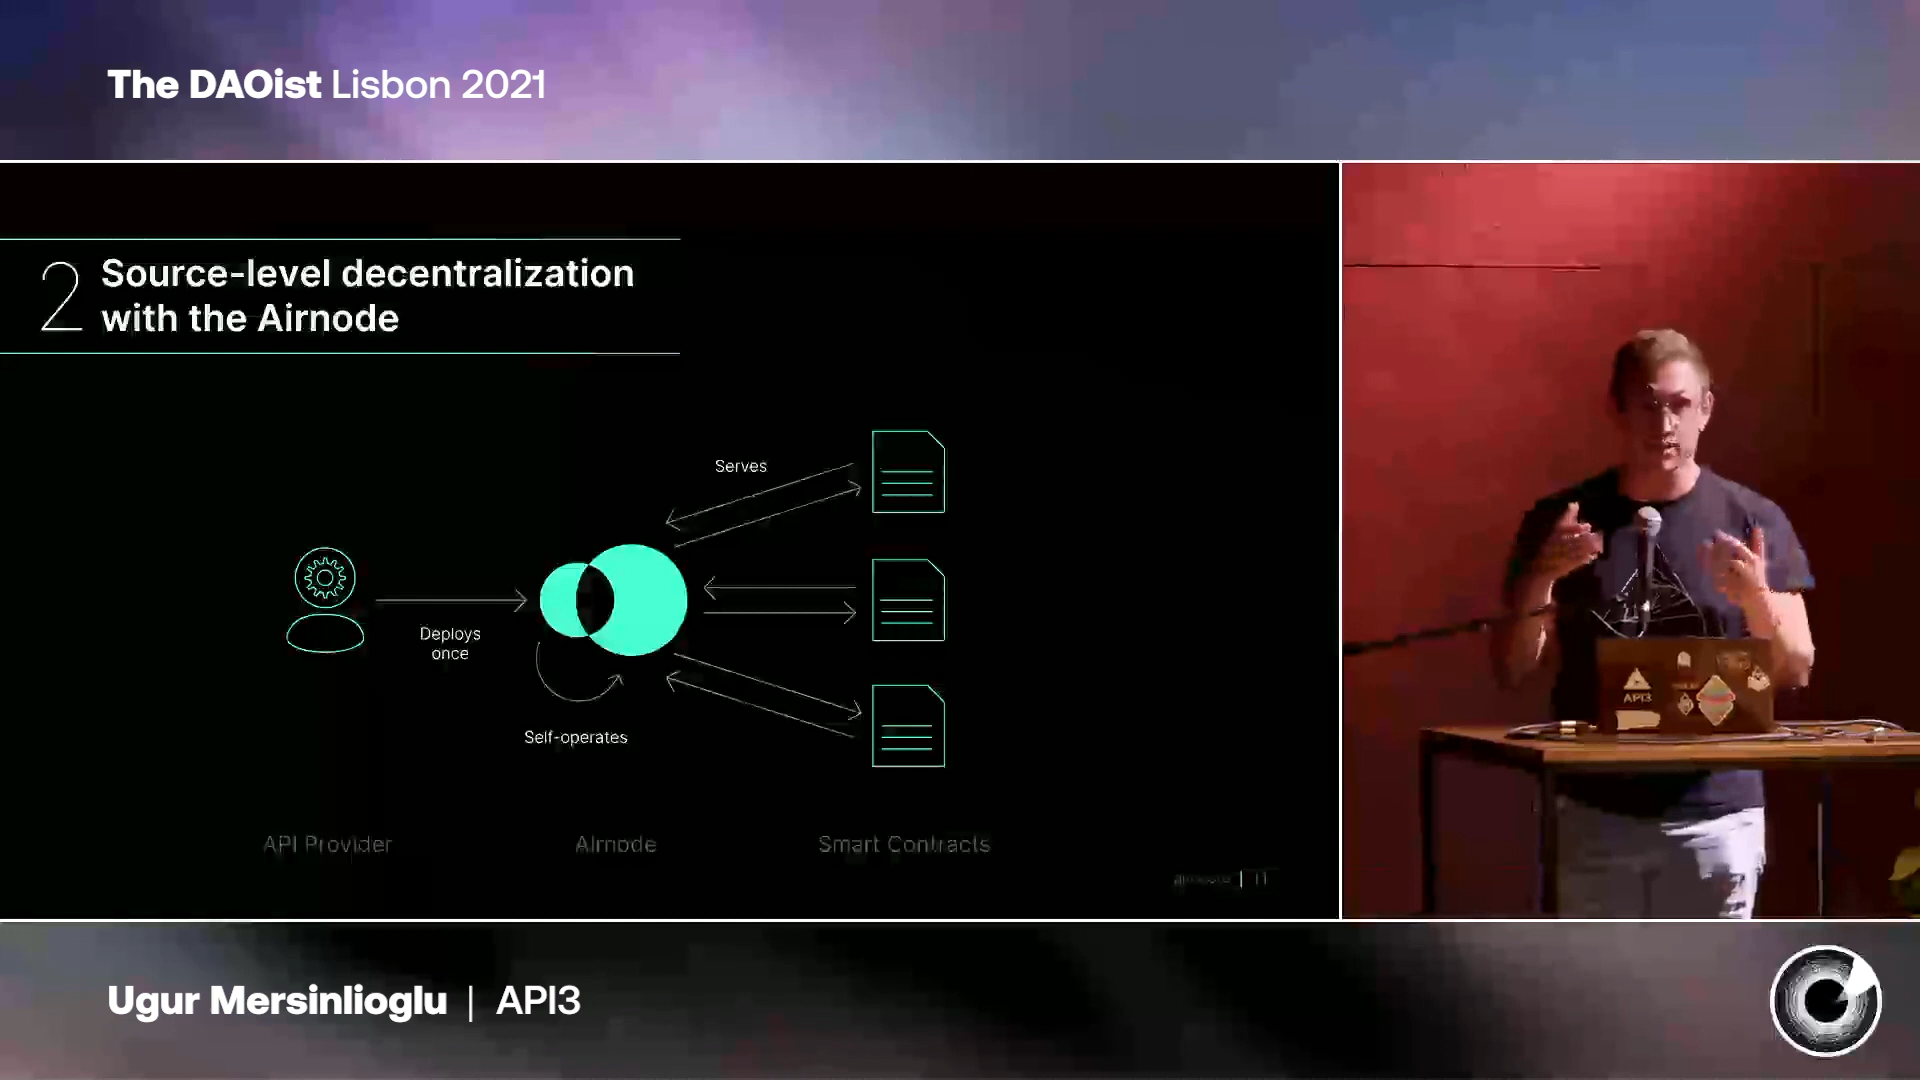 The DAOist Lisbon 2021
2 Source-level decentralization
with the Airnode
Serves
Deploys
once
Self-operates
API Provider
Airnode
Smart Contracts
11
API3
Ugur Mersinlioglu | API3